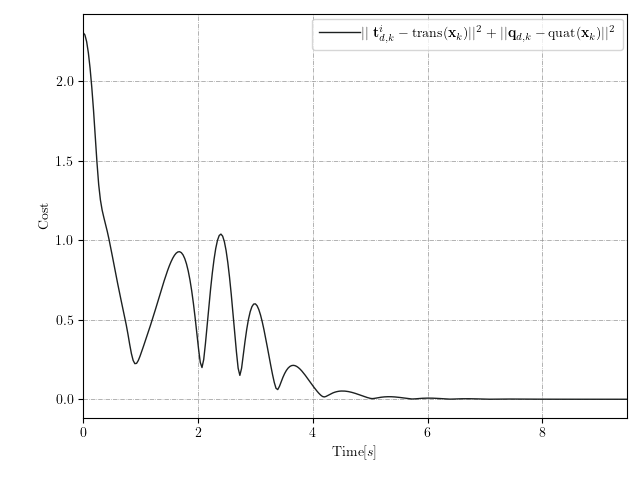 || t^i_{d,k} − trans(x_k)||² + ||q_{d,k} − quat(x_k)||²
2.0
1.5
1.0
0.5
0.0
Cost
0 2 4 6 8
Time[s]